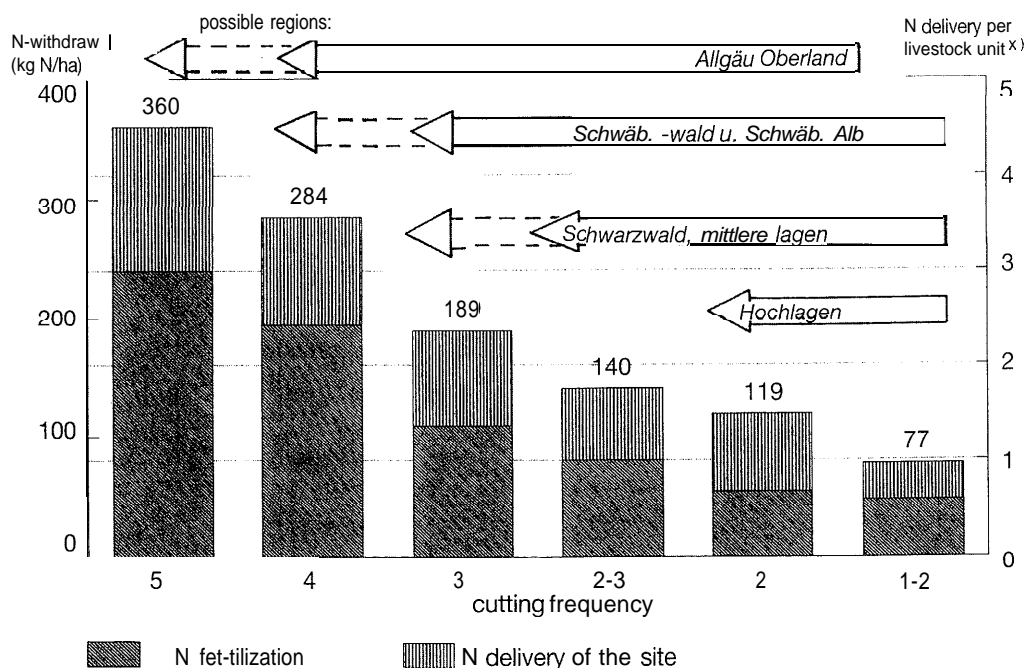 possible regions:
N-withdraw l
(kg N/ha)
N delivery per
livestock unit x)
Allgäu Oberland
400
5
360
Schwäb. -wald u. Schwäb. Alb
4
300
284
Schwarzwald, mittlere lagen
3
200
189
Hochlagen
2
140
119
100
77
1
0
0
5 4 3 2-3 2 1-2
cutting frequency
N fet-tilization
N delivery of the site